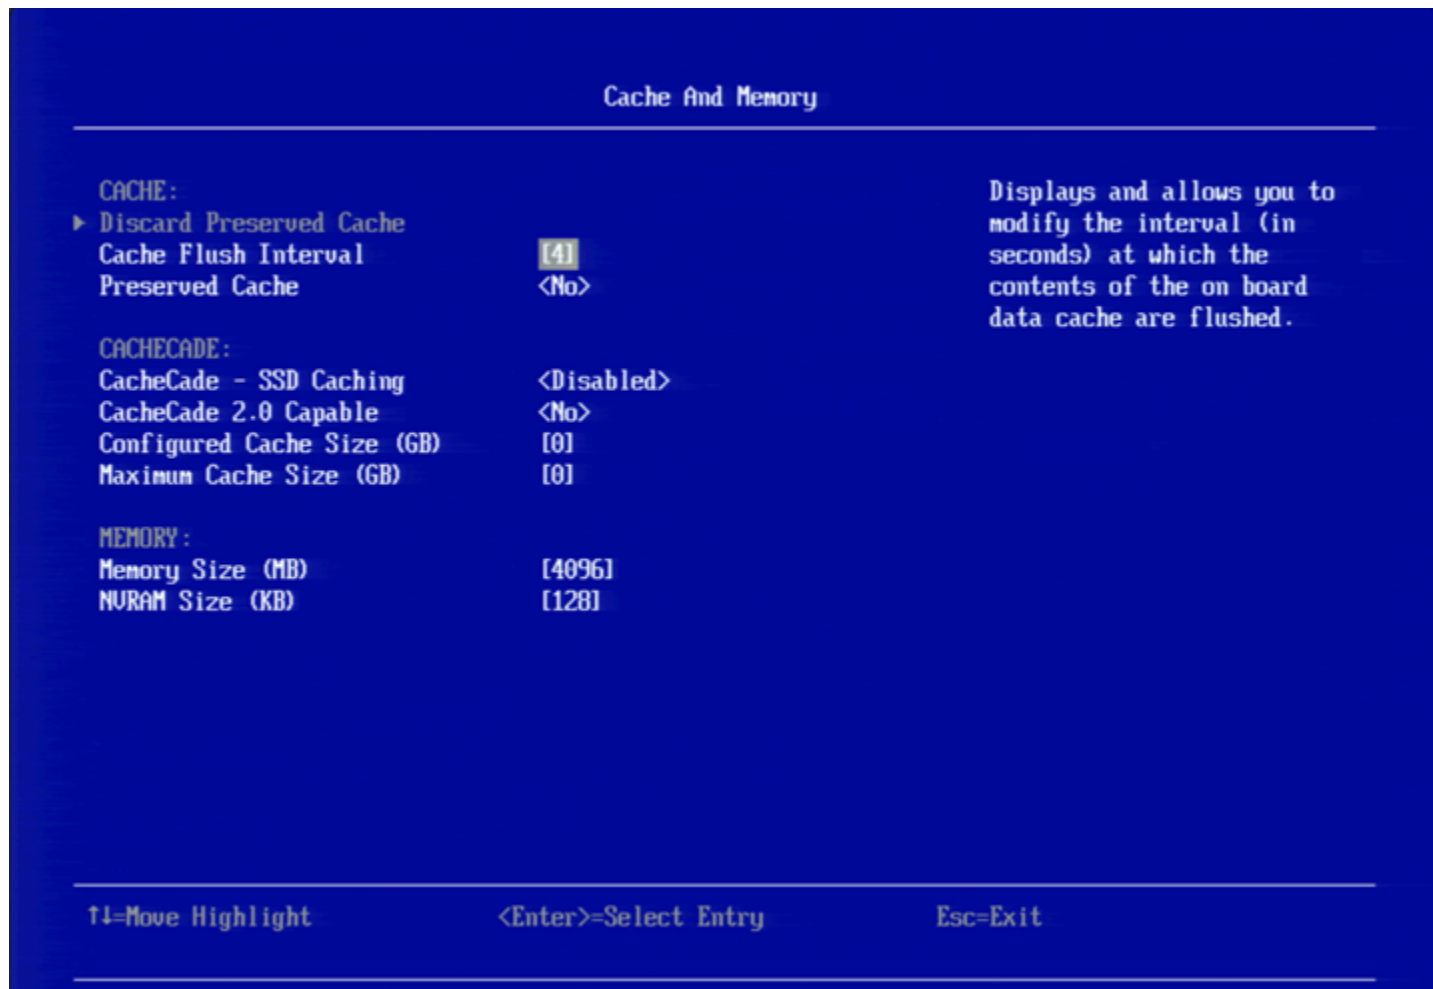 Cache And Memory
CACHE:
Discard Preserved Cache
Cache Flush Interval [4]
Preserved Cache <No>
CACHECADE:
CacheCade - SSD Caching <Disabled>
CacheCade 2.0 Capable <No>
Configured Cache Size (GB) [0]
Maximum Cache Size (GB) [0]
MEMORY:
Memory Size (MB) [4096]
NVRAM Size (KB) [128]
Displays and allows you to
modify the interval (in
seconds) at which the
contents of the on board
data cache are flushed.
↑↓=Move Highlight <Enter>=Select Entry Esc=Exit